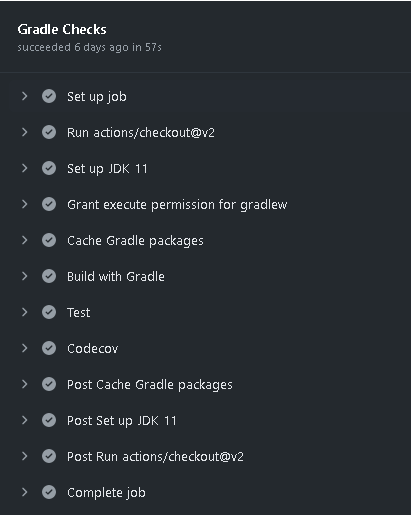 Gradle Checks
succeeded 6 days ago in 57s
Set up job
Run actions/checkout@v2
Set up JDK 11
Grant execute permission for gradlew
Cache Gradle packages
Build with Gradle
Test
Codecov
Post Cache Gradle packages
Post Set up JDK 11
Post Run actions/checkout@v2
Complete job